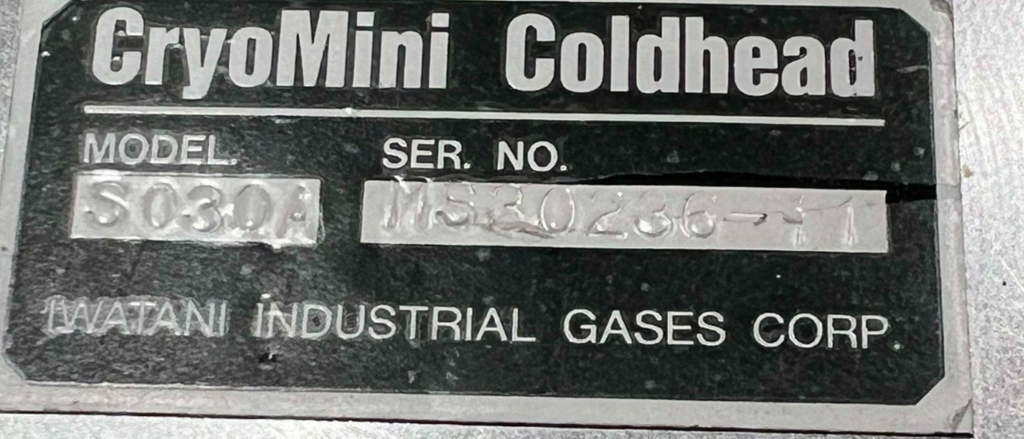 CryoMini Coldhead
MODEL. SER. NO.
S030A
IWATANI INDUSTRIAL GASES CORP.